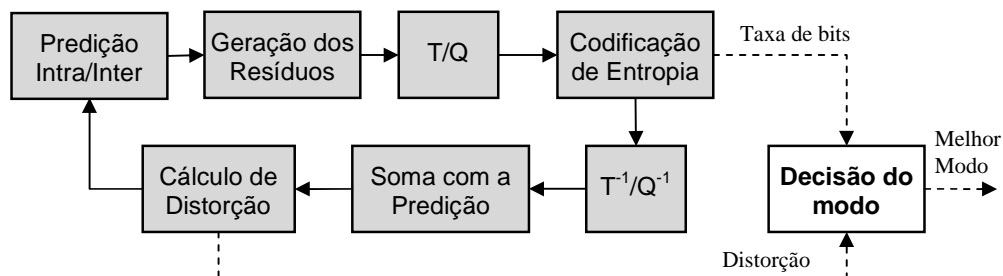 Predição
Intra/Inter
Geração dos
Resíduos
T/Q
Codificação
de Entropia
Taxa de bits
Cálculo de
Distorção
Soma com a
Predição
T⁻¹/Q⁻¹
Decisão do
modo
Melhor
Modo
Distorção